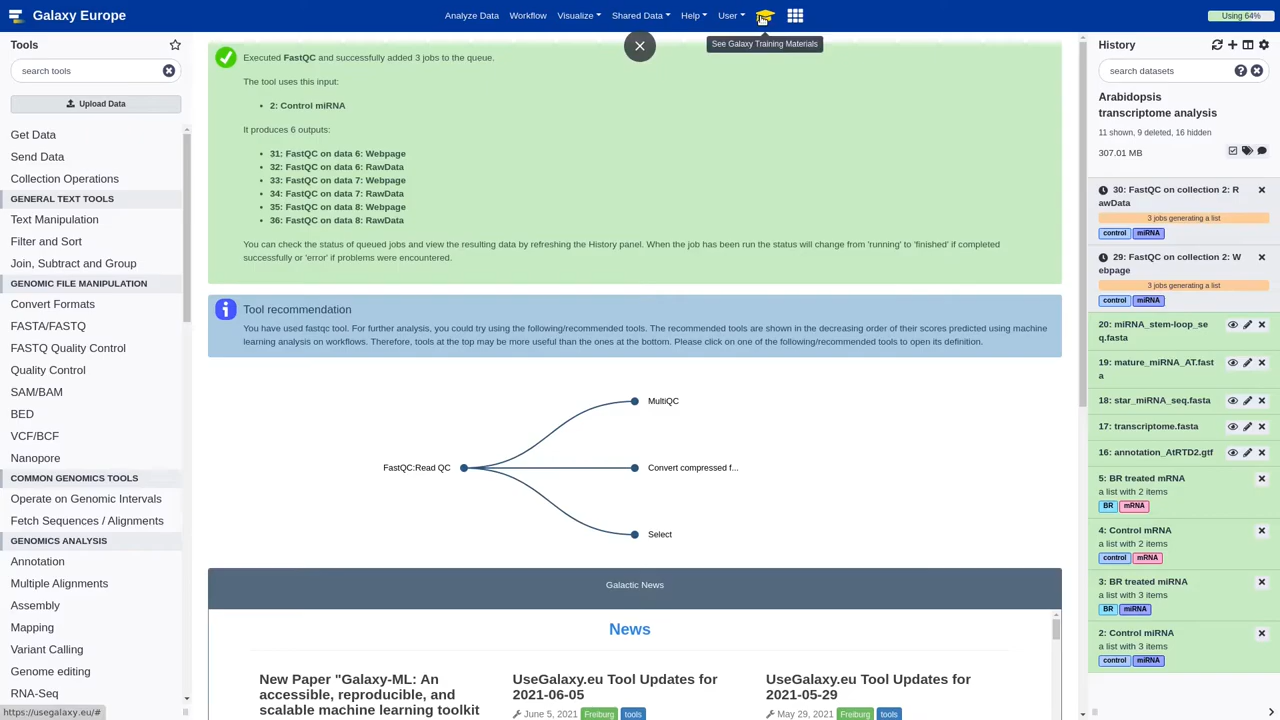 Galaxy Europe
Analyze Data Workflow Visualize Shared Data Help User
Using 64%
See Galaxy Training Materials
Tools
search tools
Upload Data
Get Data
Send Data
Collection Operations
GENERAL TEXT TOOLS
Text Manipulation
Filter and Sort
Join, Subtract and Group
GENOMIC FILE MANIPULATION
Convert Formats
FASTA/FASTQ
FASTQ Quality Control
Quality Control
SAM/BAM
BED
VCF/BCF
Nanopore
COMMON GENOMICS TOOLS
Operate on Genomic Intervals
Fetch Sequences / Alignments
GENOMICS ANALYSIS
Annotation
Multiple Alignments
Assembly
Mapping
Variant Calling
Genome editing
RNA-Seq
https://usegalaxy.eu/#
Executed FastQC and successfully added 3 jobs to the queue.
The tool uses this input:
• 2: Control miRNA
It produces 6 outputs:
• 31: FastQC on data 6: Webpage
• 32: FastQC on data 6: RawData
• 33: FastQC on data 7: Webpage
• 34: FastQC on data 7: RawData
• 35: FastQC on data 8: Webpage
• 36: FastQC on data 8: RawData
You can check the status of queued jobs and view the resulting data by refreshing the History panel. When the job has been run the status will change from 'running' to 'finished' if completed
successfully or 'error' if problems were encountered.
Tool recommendation
You have used fastqc tool. For further analysis, you could try using the following/recommended tools. The recommended tools are shown in the decreasing order of their scores predicted using machine
learning analysis on workflows. Therefore, tools at the top may be more useful than the ones at the bottom. Please click on one of the following/recommended tools to open its definition.
MultiQC
FastQC:Read QC
Convert compressed f...
Select
Galactic News
News
New Paper "Galaxy-ML: An
accessible, reproducible, and
scalable machine learning toolkit
UseGalaxy.eu Tool Updates for
2021-06-05
June 5, 2021 Freiburg tools
UseGalaxy.eu Tool Updates for
2021-05-29
May 29, 2021 Freiburg tools
History
search datasets
Arabidopsis
transcriptome analysis
11 shown, 9 deleted, 16 hidden
307.01 MB
30: FastQC on collection 2: R
awData
3 jobs generating a list
control miRNA
29: FastQC on collection 2: W
ebpage
3 jobs generating a list
control miRNA
20: miRNA_stem-loop_se
q.fasta
19: mature_miRNA_AT.fast
a
18: star_miRNA_seq.fasta
17: transcriptome.fasta
16: annotation_AtRTD2.gtf
5: BR treated mRNA
a list with 2 items
BR mRNA
4: Control mRNA
a list with 2 items
control mRNA
3: BR treated miRNA
a list with 3 items
BR miRNA
2: Control miRNA
a list with 3 items
control miRNA